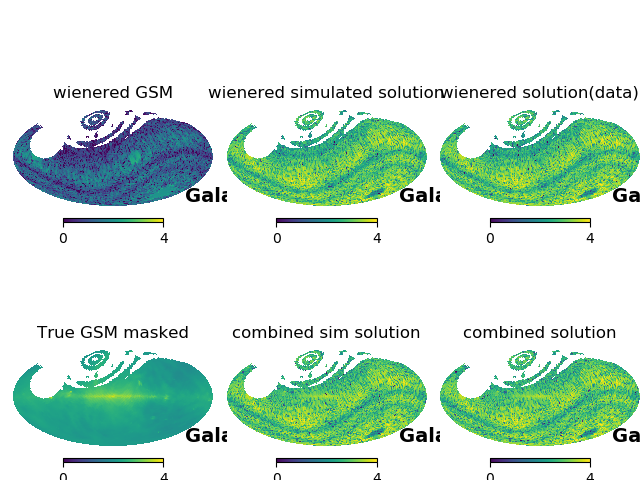 wienered GSM wienered simulated solution wienered solution(data)
Gala Gala Ga
0 4 0 4 0 4
True GSM masked combined sim solution combined solution
Gala Gala Ga
0 4 0 4 0 4